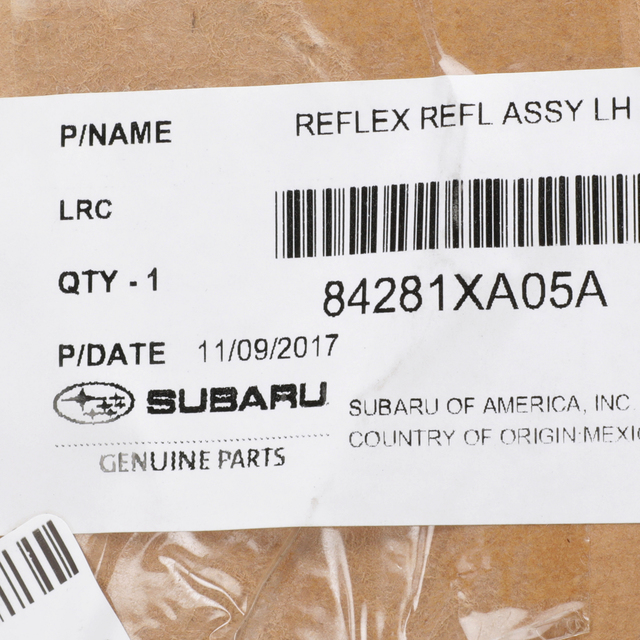 P/NAME REFLEX REFL ASSY LH
LRC
QTY - 1 84281XA05A
P/DATE 11/09/2017
SUBARU SUBARU OF AMERICA, INC
GENUINE PARTS COUNTRY OF ORIGIN:MEXIC